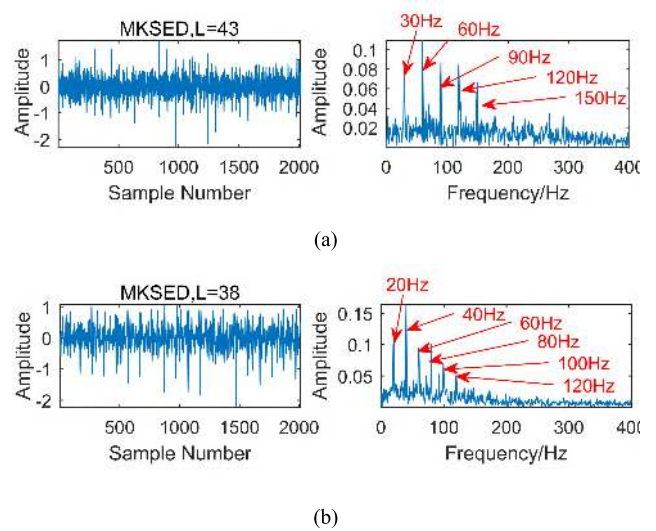 MKSED,L=43
Amplitude
1
0
-1
-2
500
1000
1500
2000
Sample Number
30Hz
60Hz
90Hz
120Hz
150Hz
Amplitude
0.1
0.08
0.06
0.04
0.02
0
100
200
300
400
Frequency/Hz
(a)
MKSED,L=38
Amplitude
1
0
-1
-2
500
1000
1500
2000
Sample Number
20Hz
40Hz
60Hz
80Hz
100Hz
120Hz
Amplitude
0.15
0.1
0.05
0
100
200
300
400
Frequency/Hz
(b)